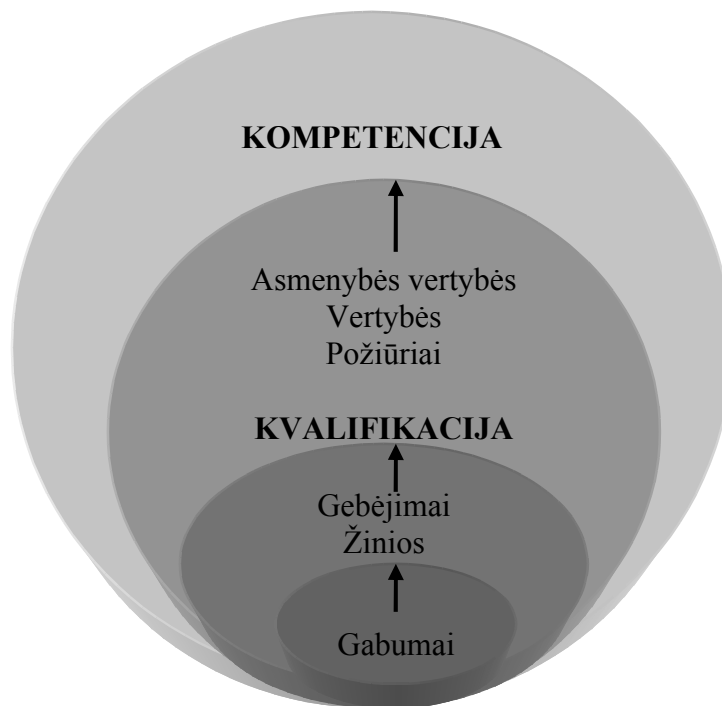 KOMPETENCIJA
Asmenybės vertybės
Vertybės
Požiūriai
KVALIFIKACIJA
Gebėjimai
Žinios
Gabumai